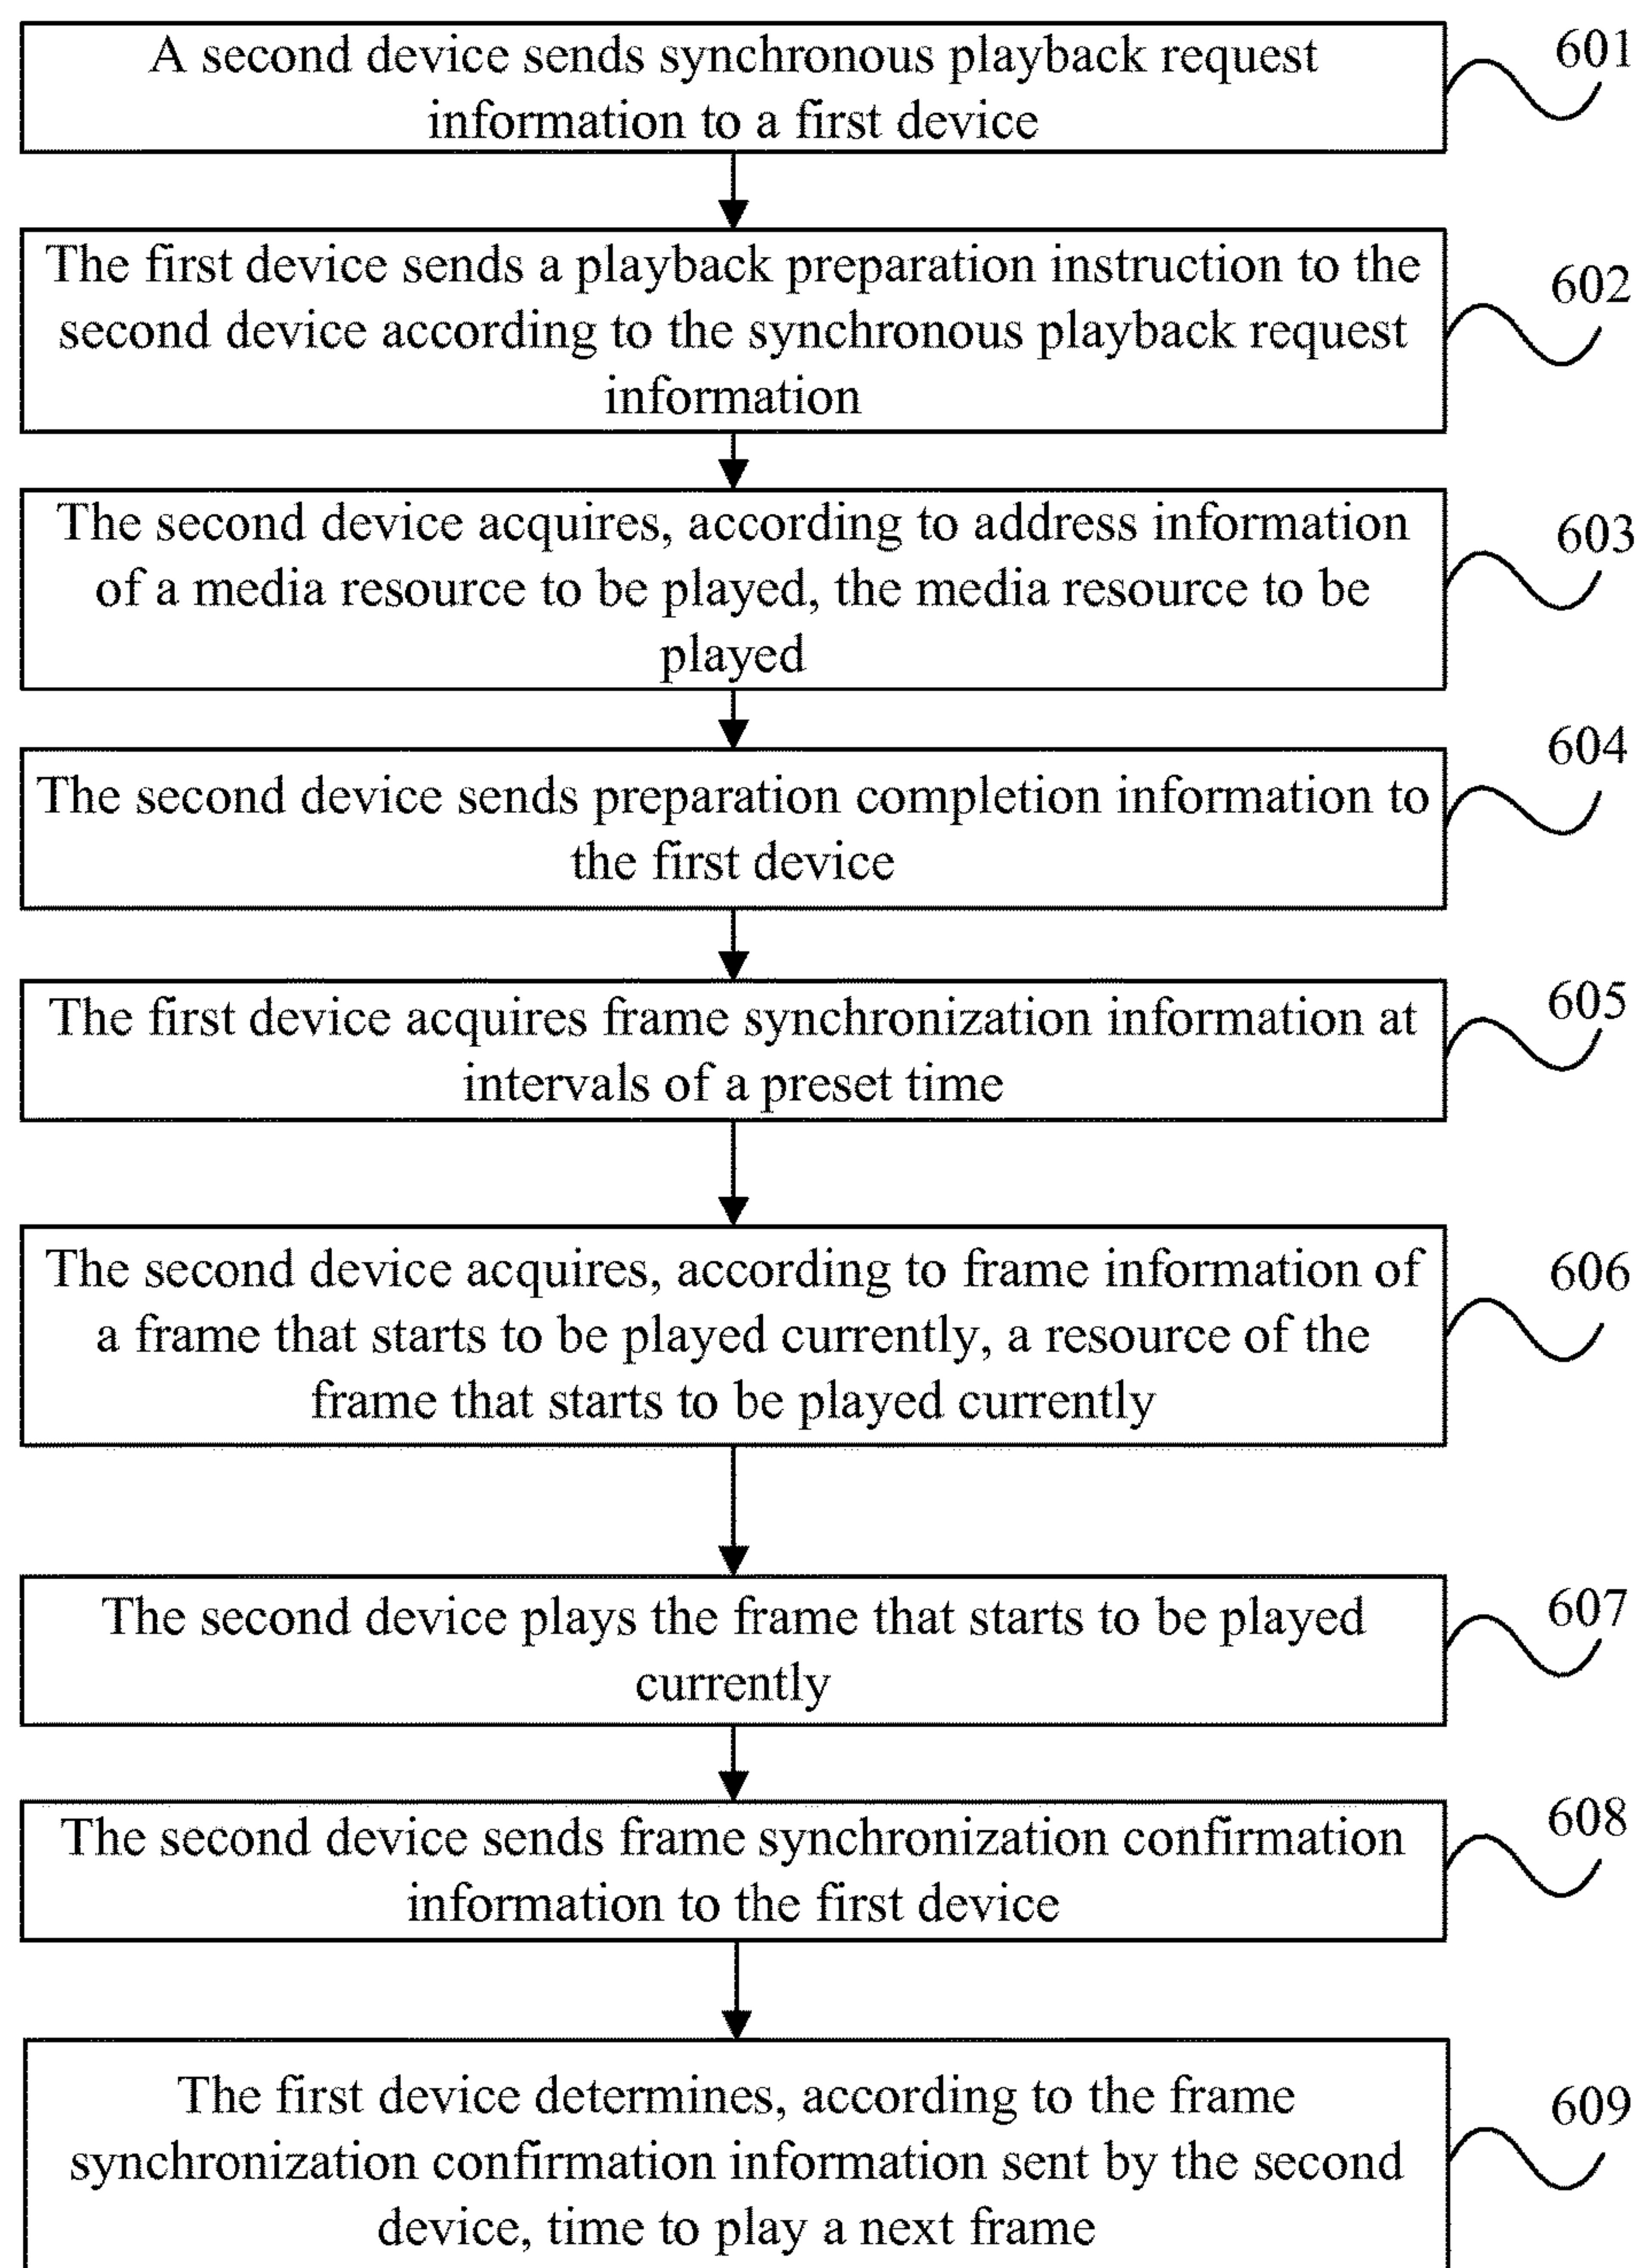 A second device sends synchronous playback request
information to a first device
601
The first device sends a playback preparation instruction to the
second device according to the synchronous playback request
information
602
The second device acquires, according to address information
of a media resource to be played, the media resource to be
played
603
The second device sends preparation completion information to
the first device
604
The first device acquires frame synchronization information at
intervals of a preset time
605
The second device acquires, according to frame information of
a frame that starts to be played currently, a resource of the
frame that starts to be played currently
606
The second device plays the frame that starts to be played
currently
607
The second device sends frame synchronization confirmation
information to the first device
608
The first device determines, according to the frame
synchronization confirmation information sent by the second
device, time to play a next frame
609